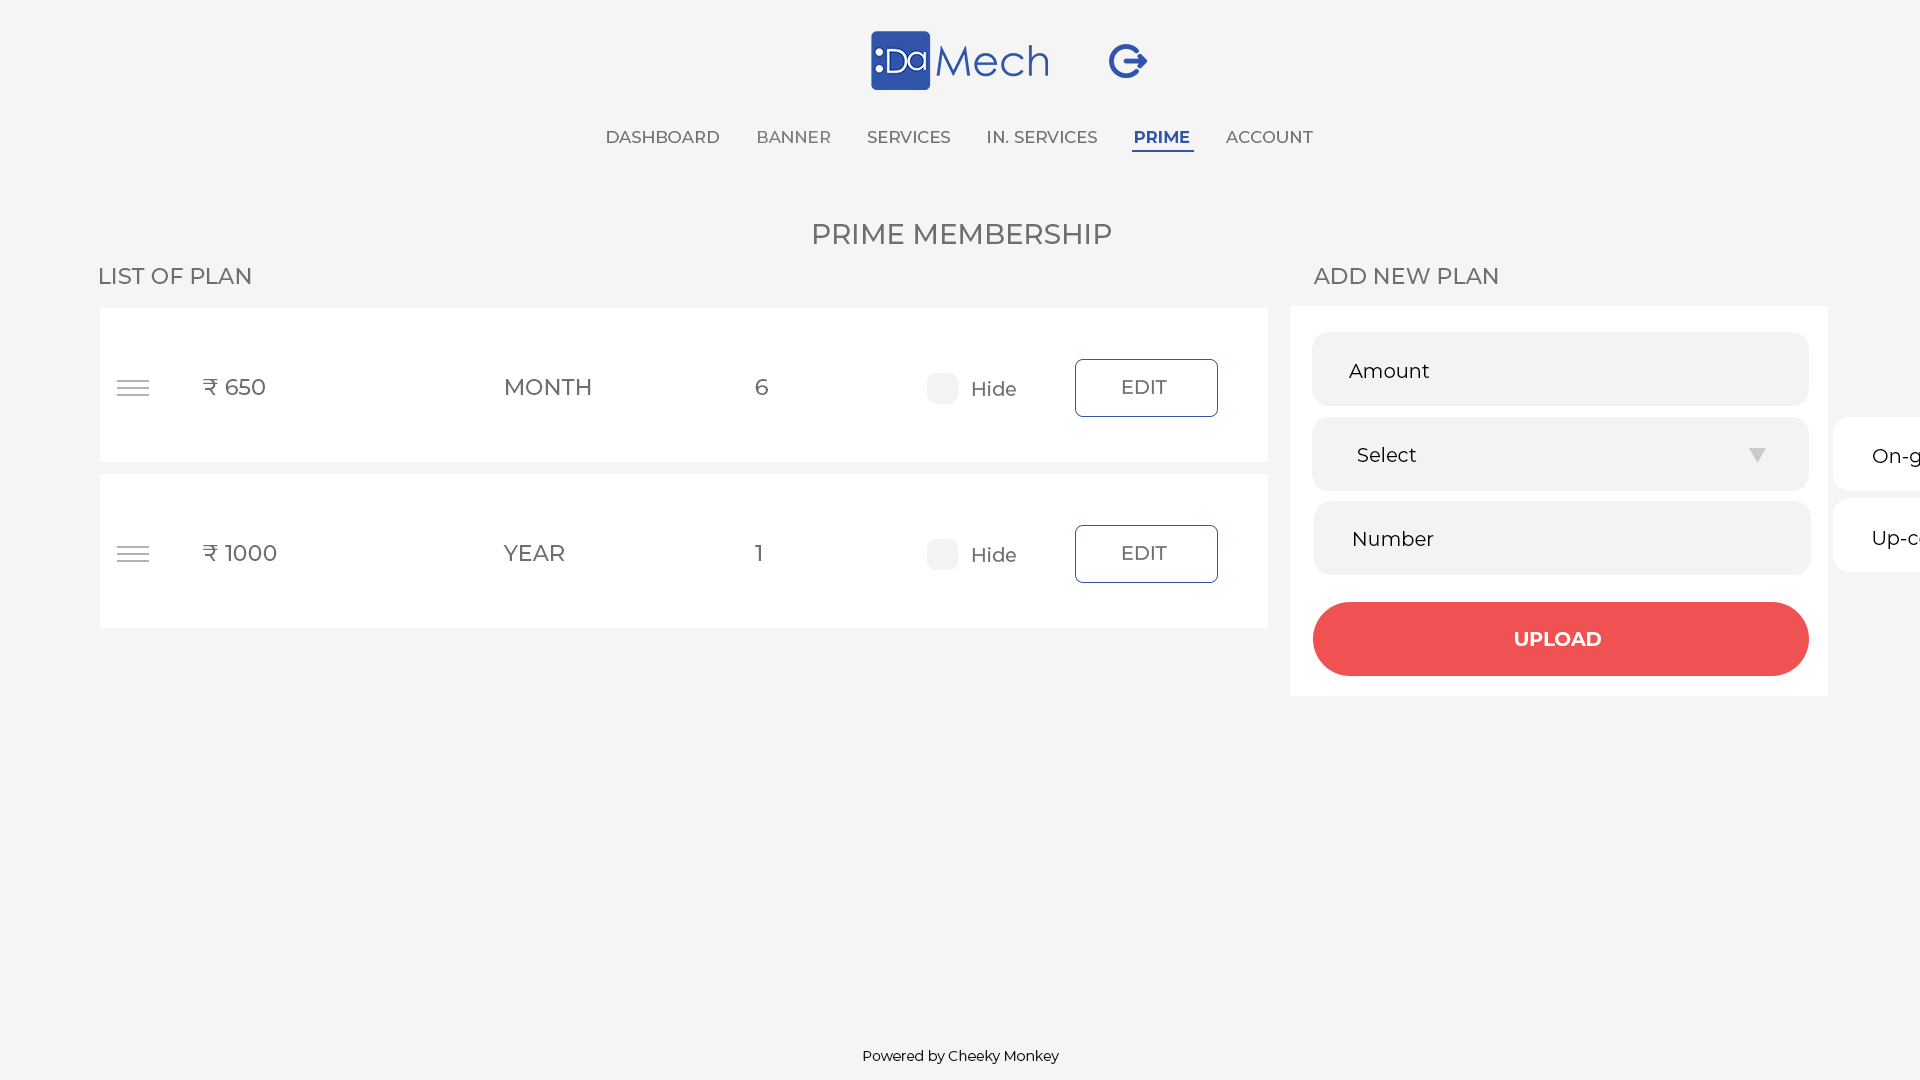 :Da Mech
DASHBOARD BANNER SERVICES IN. SERVICES PRIME ACCOUNT
PRIME MEMBERSHIP
LIST OF PLAN
₹ 650 MONTH 6 Hide EDIT
₹ 1000 YEAR 1 Hide EDIT
ADD NEW PLAN
Amount
Select
Number
UPLOAD
On-g
Up-c
Powered by Cheeky Monkey